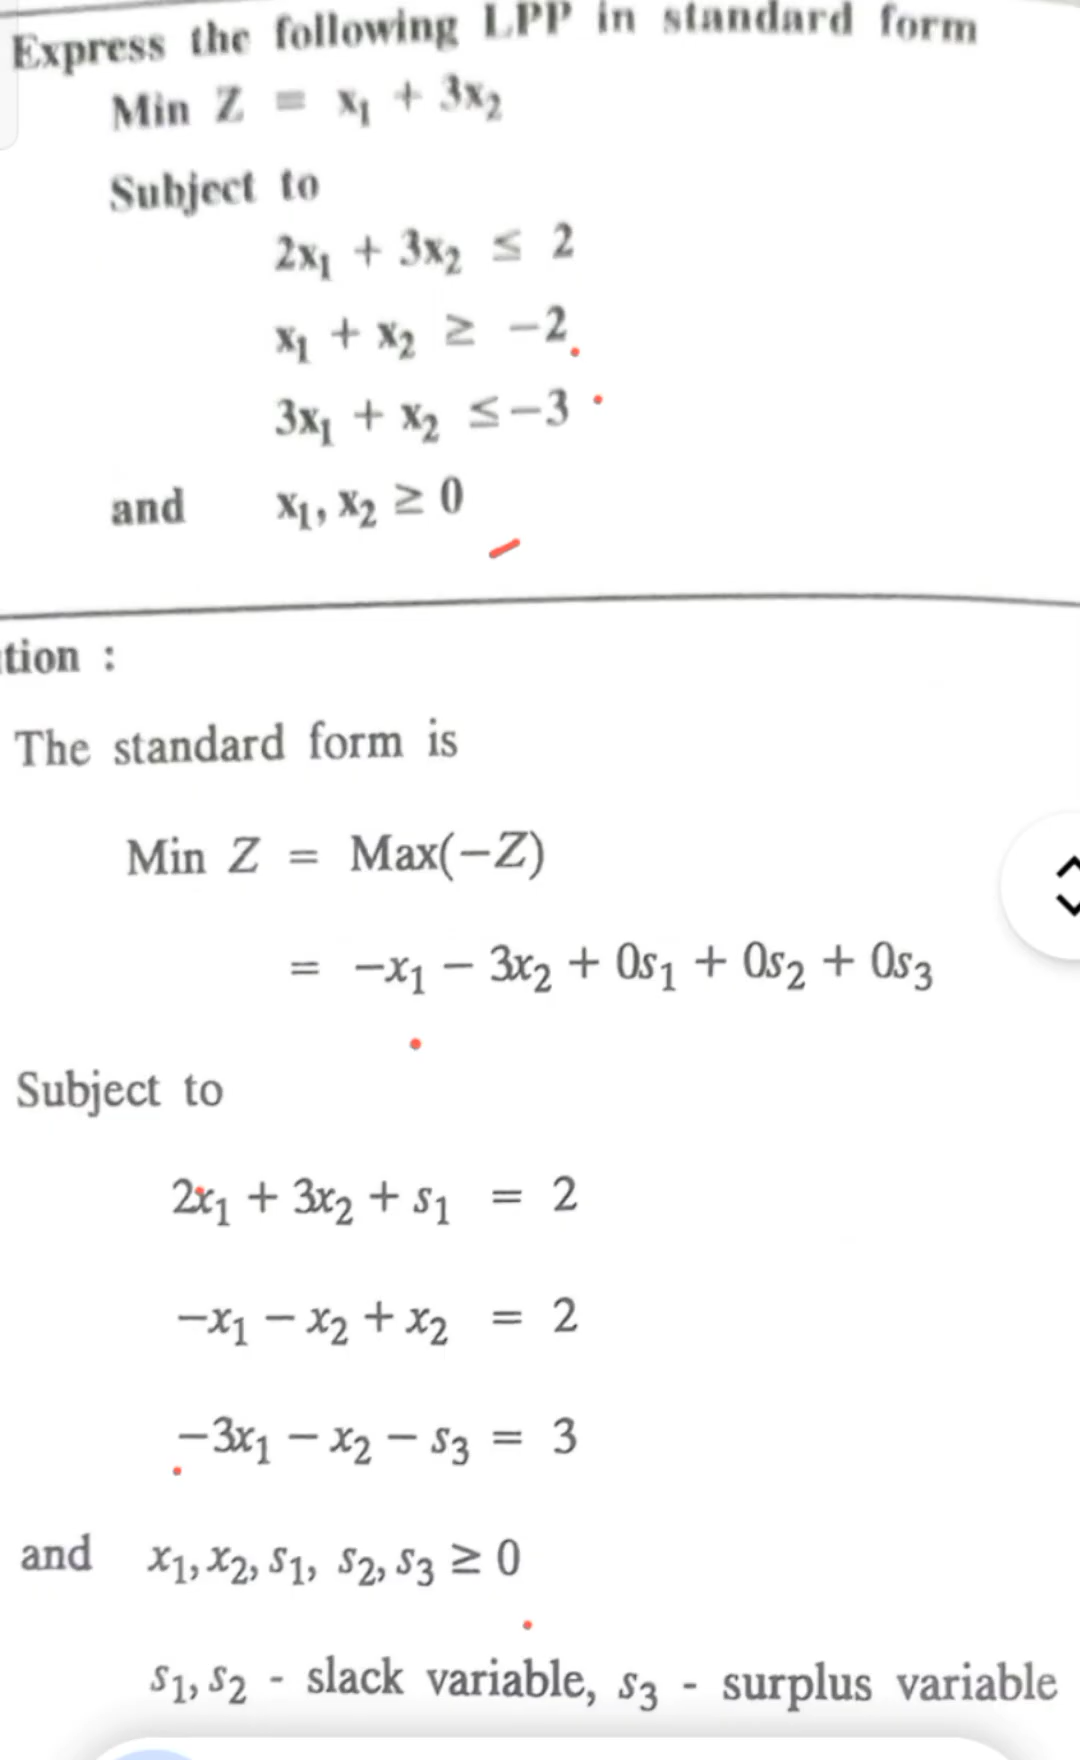 Express the following LPP in standard form
Min Z = x₁ + 3x₂
Subject to
2x₁ + 3x₂ ≤ 2
x₁ + x₂ ≥ −2
3x₁ + x₂ ≤ −3
and x₁, x₂ ≥ 0
tion :
The standard form is
Min Z = Max(−Z)
= −x₁ − 3x₂ + 0s₁ + 0s₂ + 0s₃
Subject to
2x₁ + 3x₂ + s₁ = 2
−x₁ − x₂ + x₂ = 2
−3x₁ − x₂ − s₃ = 3
and x₁, x₂, s₁, s₂, s₃ ≥ 0
s₁, s₂ - slack variable, s₃ - surplus variable